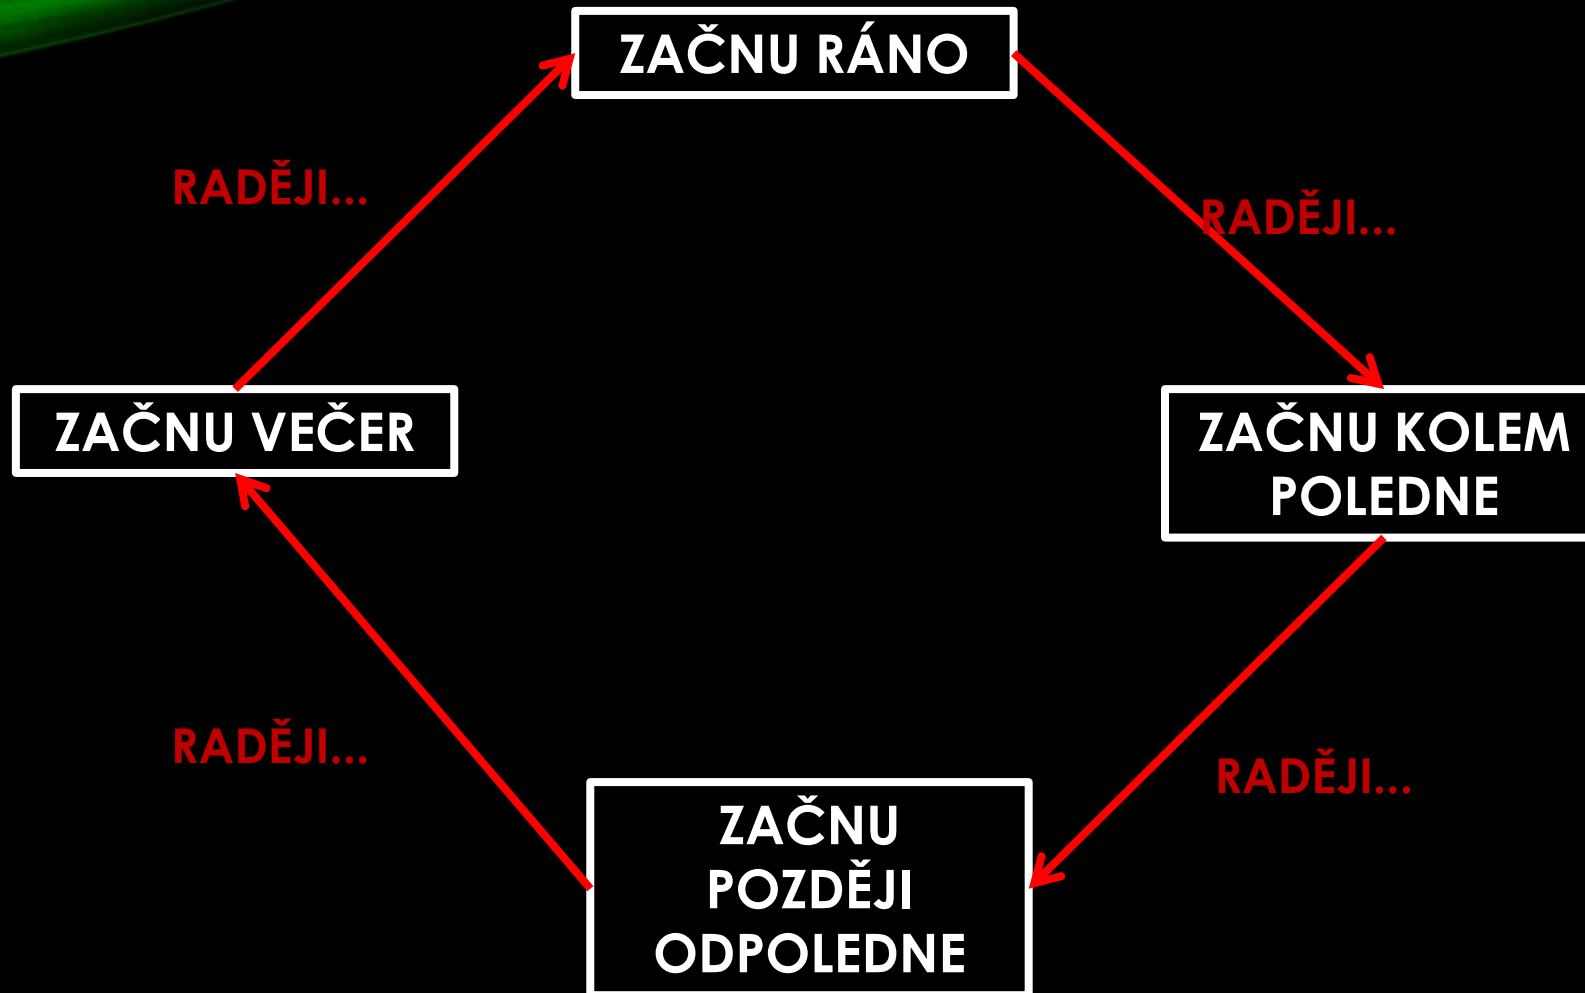 ZAČNU RÁNO
RADĚJI...
RADĚJI...
ZAČNU VEČER
ZAČNU KOLEM
POLEDNE
RADĚJI...
RADĚJI...
ZAČNU
POZDĚJI
ODPOLEDNE